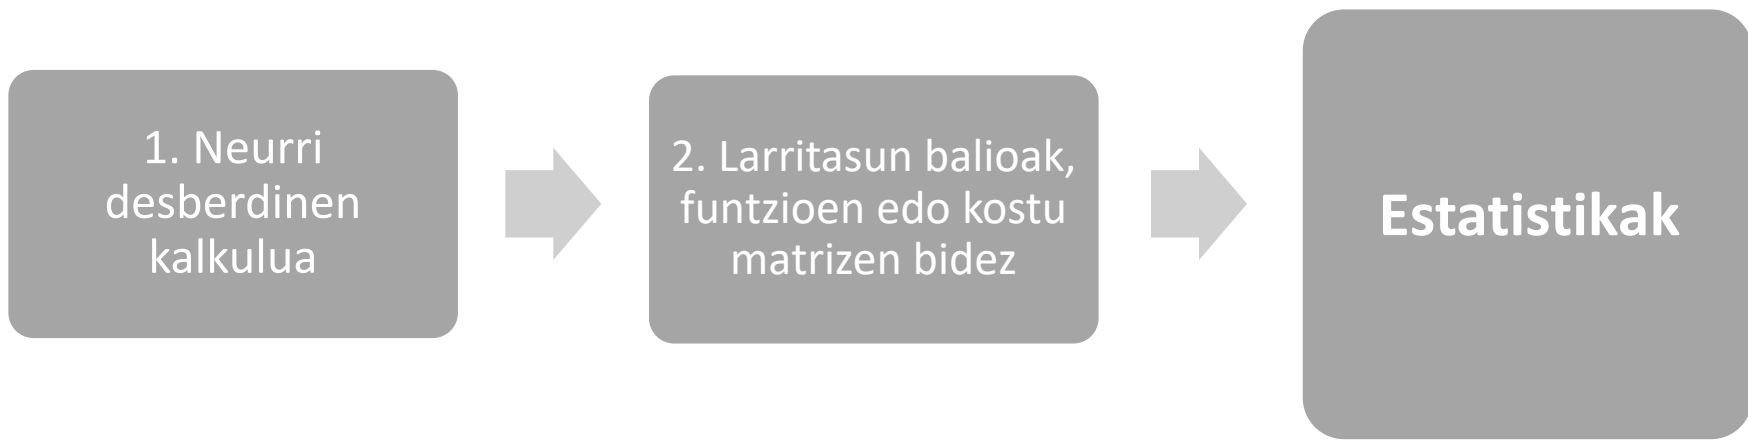 1. Neurri
desberdinen
kalkulua
2. Larritasun balioak,
funtzioen edo kostu
matrizen bidez
Estatistikak